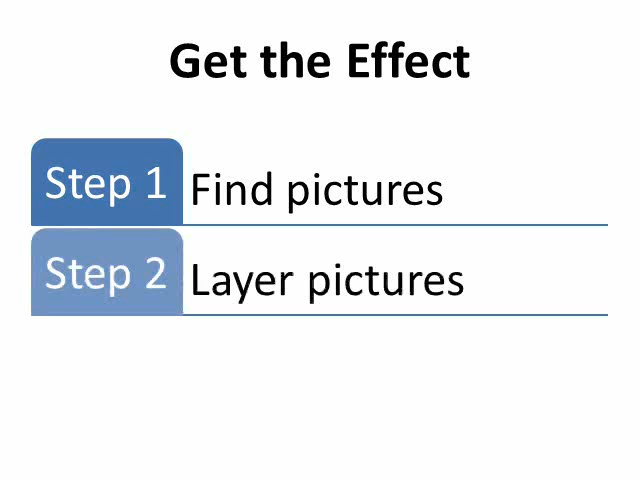 Get the Effect
Step 1 Find pictures
Step 2 Layer pictures